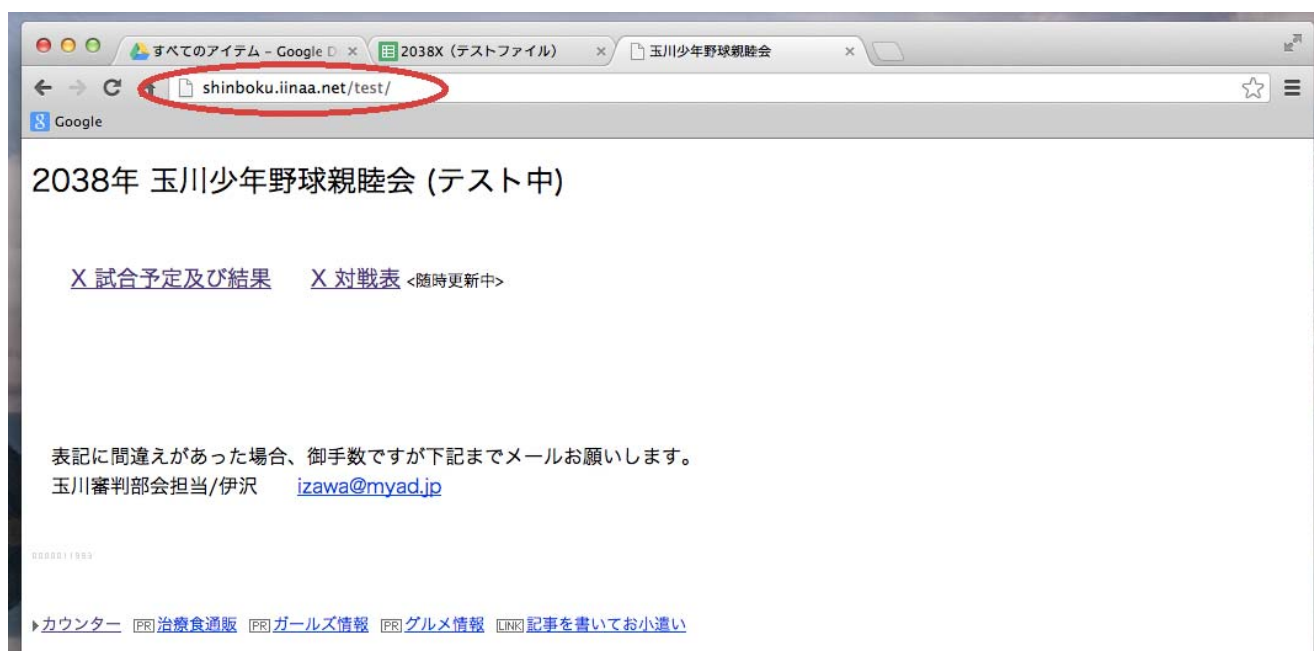 すべてのアイテム – Google D
2038X（テストファイル）
玉川少年野球親睦会
shinboku.iinaa.net/test/
Google
2038年 玉川少年野球親睦会 (テスト中)
X 試合予定及び結果 X 対戦表 <随時更新中>
表記に間違えがあった場合、御手数ですが下記までメールお願いします。
玉川審判部会担当/伊沢 izawa@myad.jp
カウンター PR 治療食通販 PR ガールズ情報 PR グルメ情報 LINK 記事を書いてお小遣い